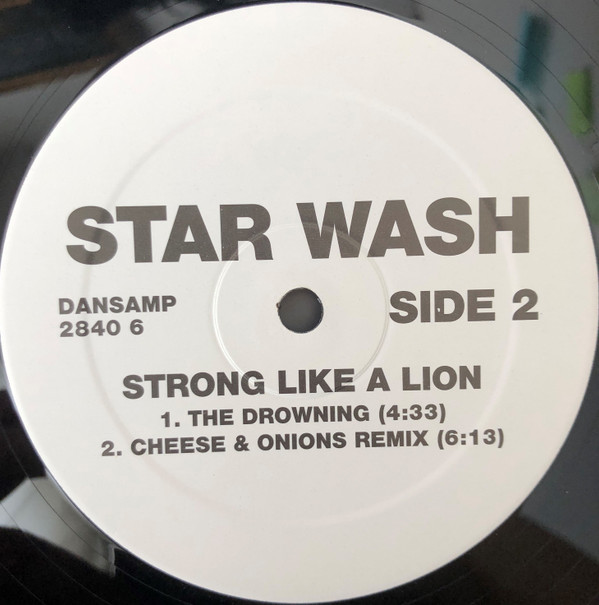 STAR WASH
DANSAMP
2840 6
SIDE 2
STRONG LIKE A LION
1. THE DROWNING (4:33)
2. CHEESE & ONIONS REMIX (6:13)